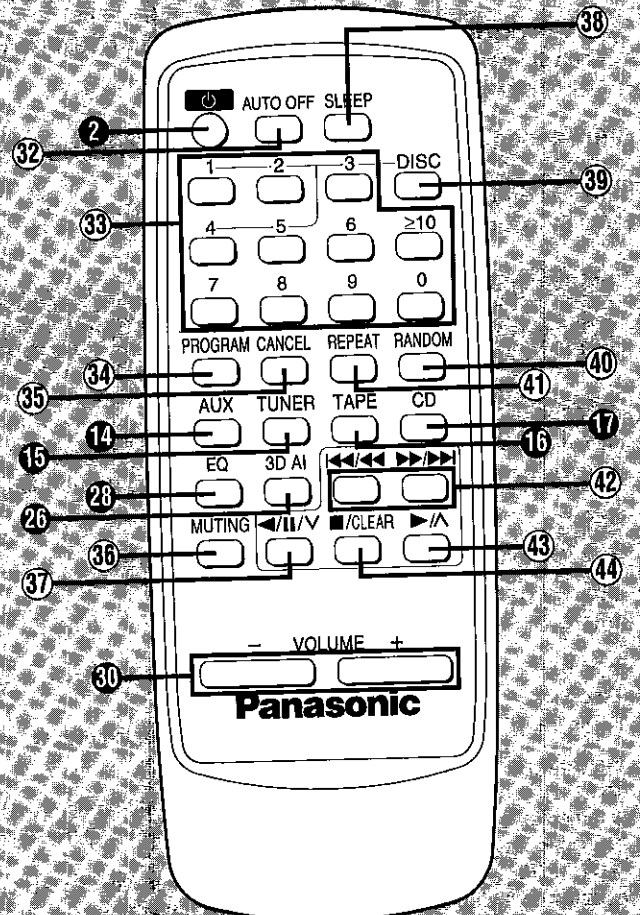 38
⏻ AUTO OFF SLEEP
2
32
1 2 3 DISC
39
33
4 5 6 ≥10
7 8 9 0
PROGRAM CANCEL REPEAT RANDOM
34
35
41
40
AUX TUNER TAPE CD
14
15
16
17
EQ 3D AI ◀◀/◀◀ ▶▶/▶▶
28
26
42
MUTING ◀/II/∨ ■/CLEAR ▶/∧
36
37
43
44
− VOLUME +
30
Panasonic